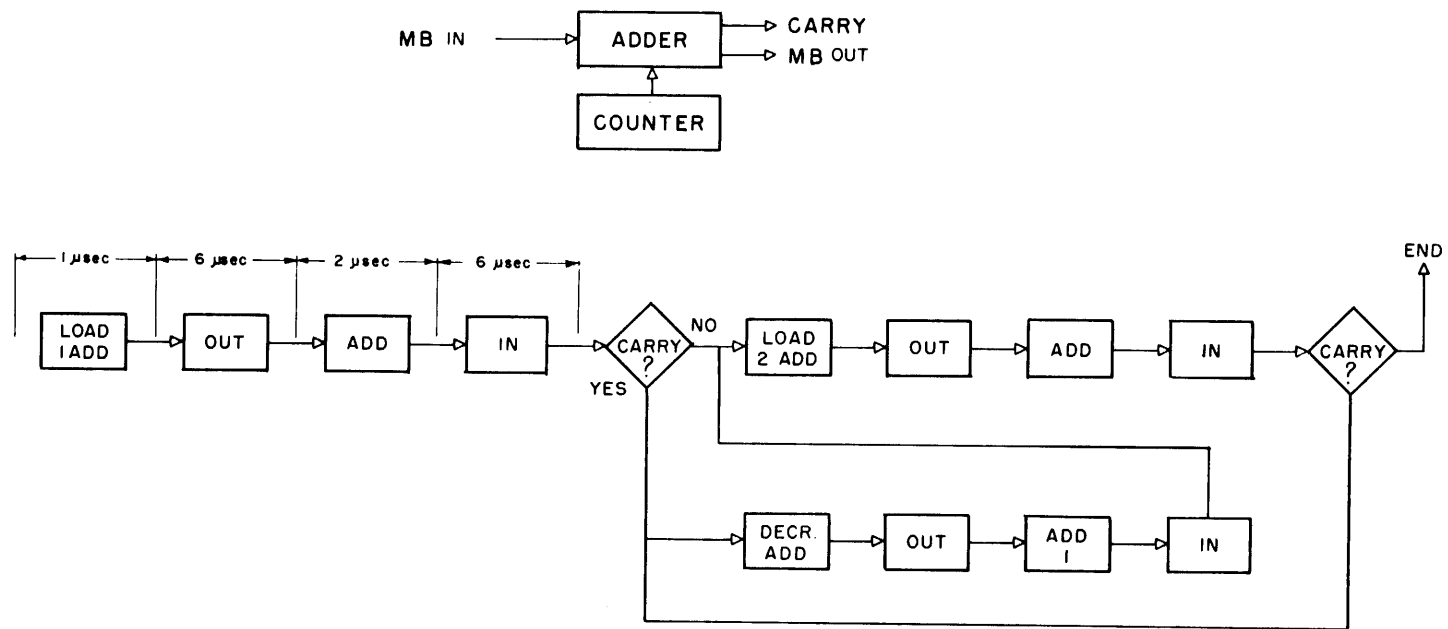 MB IN
ADDER
CARRY
MB OUT
COUNTER
1 μsec
6 μsec
2 μsec
6 μsec
END
LOAD
1 ADD
OUT
ADD
IN
CARRY
?
NO
YES
LOAD
2 ADD
OUT
ADD
IN
CARRY
?
DECR.
ADD
OUT
ADD
1
IN